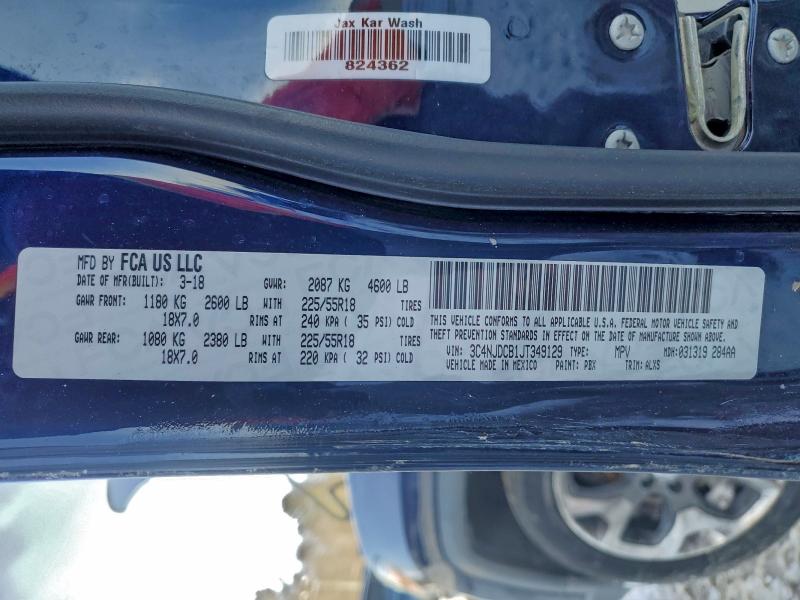 Jax Kar Wash
824362
MFD BY FCA US LLC
DATE OF MFR(BUILT): 3-18 GVWR: 2087 KG 4600 LB
GAWR FRONT: 1180 KG 2600 LB WITH 225/55R18 TIRES
18X7.0 RIMS AT 240 KPA ( 35 PSI) COLD
GAWR REAR: 1080 KG 2380 LB WITH 225/55R18 TIRES
18X7.0 RIMS AT 220 KPA ( 32 PSI) COLD
THIS VEHICLE CONFORMS TO ALL APPLICABLE U.S.A. FEDERAL MOTOR VEHICLE SAFETY AND
THEFT PREVENTION STANDARDS IN EFFECT ON THE DATE OF MANUFACTURE SHOWN ABOVE.
VIN: 3C4NJDCB1JT349129 TYPE: MPV MDH: 031319 284AA
VEHICLE MADE IN MEXICO PAINT: PBX TRIM: ALXS